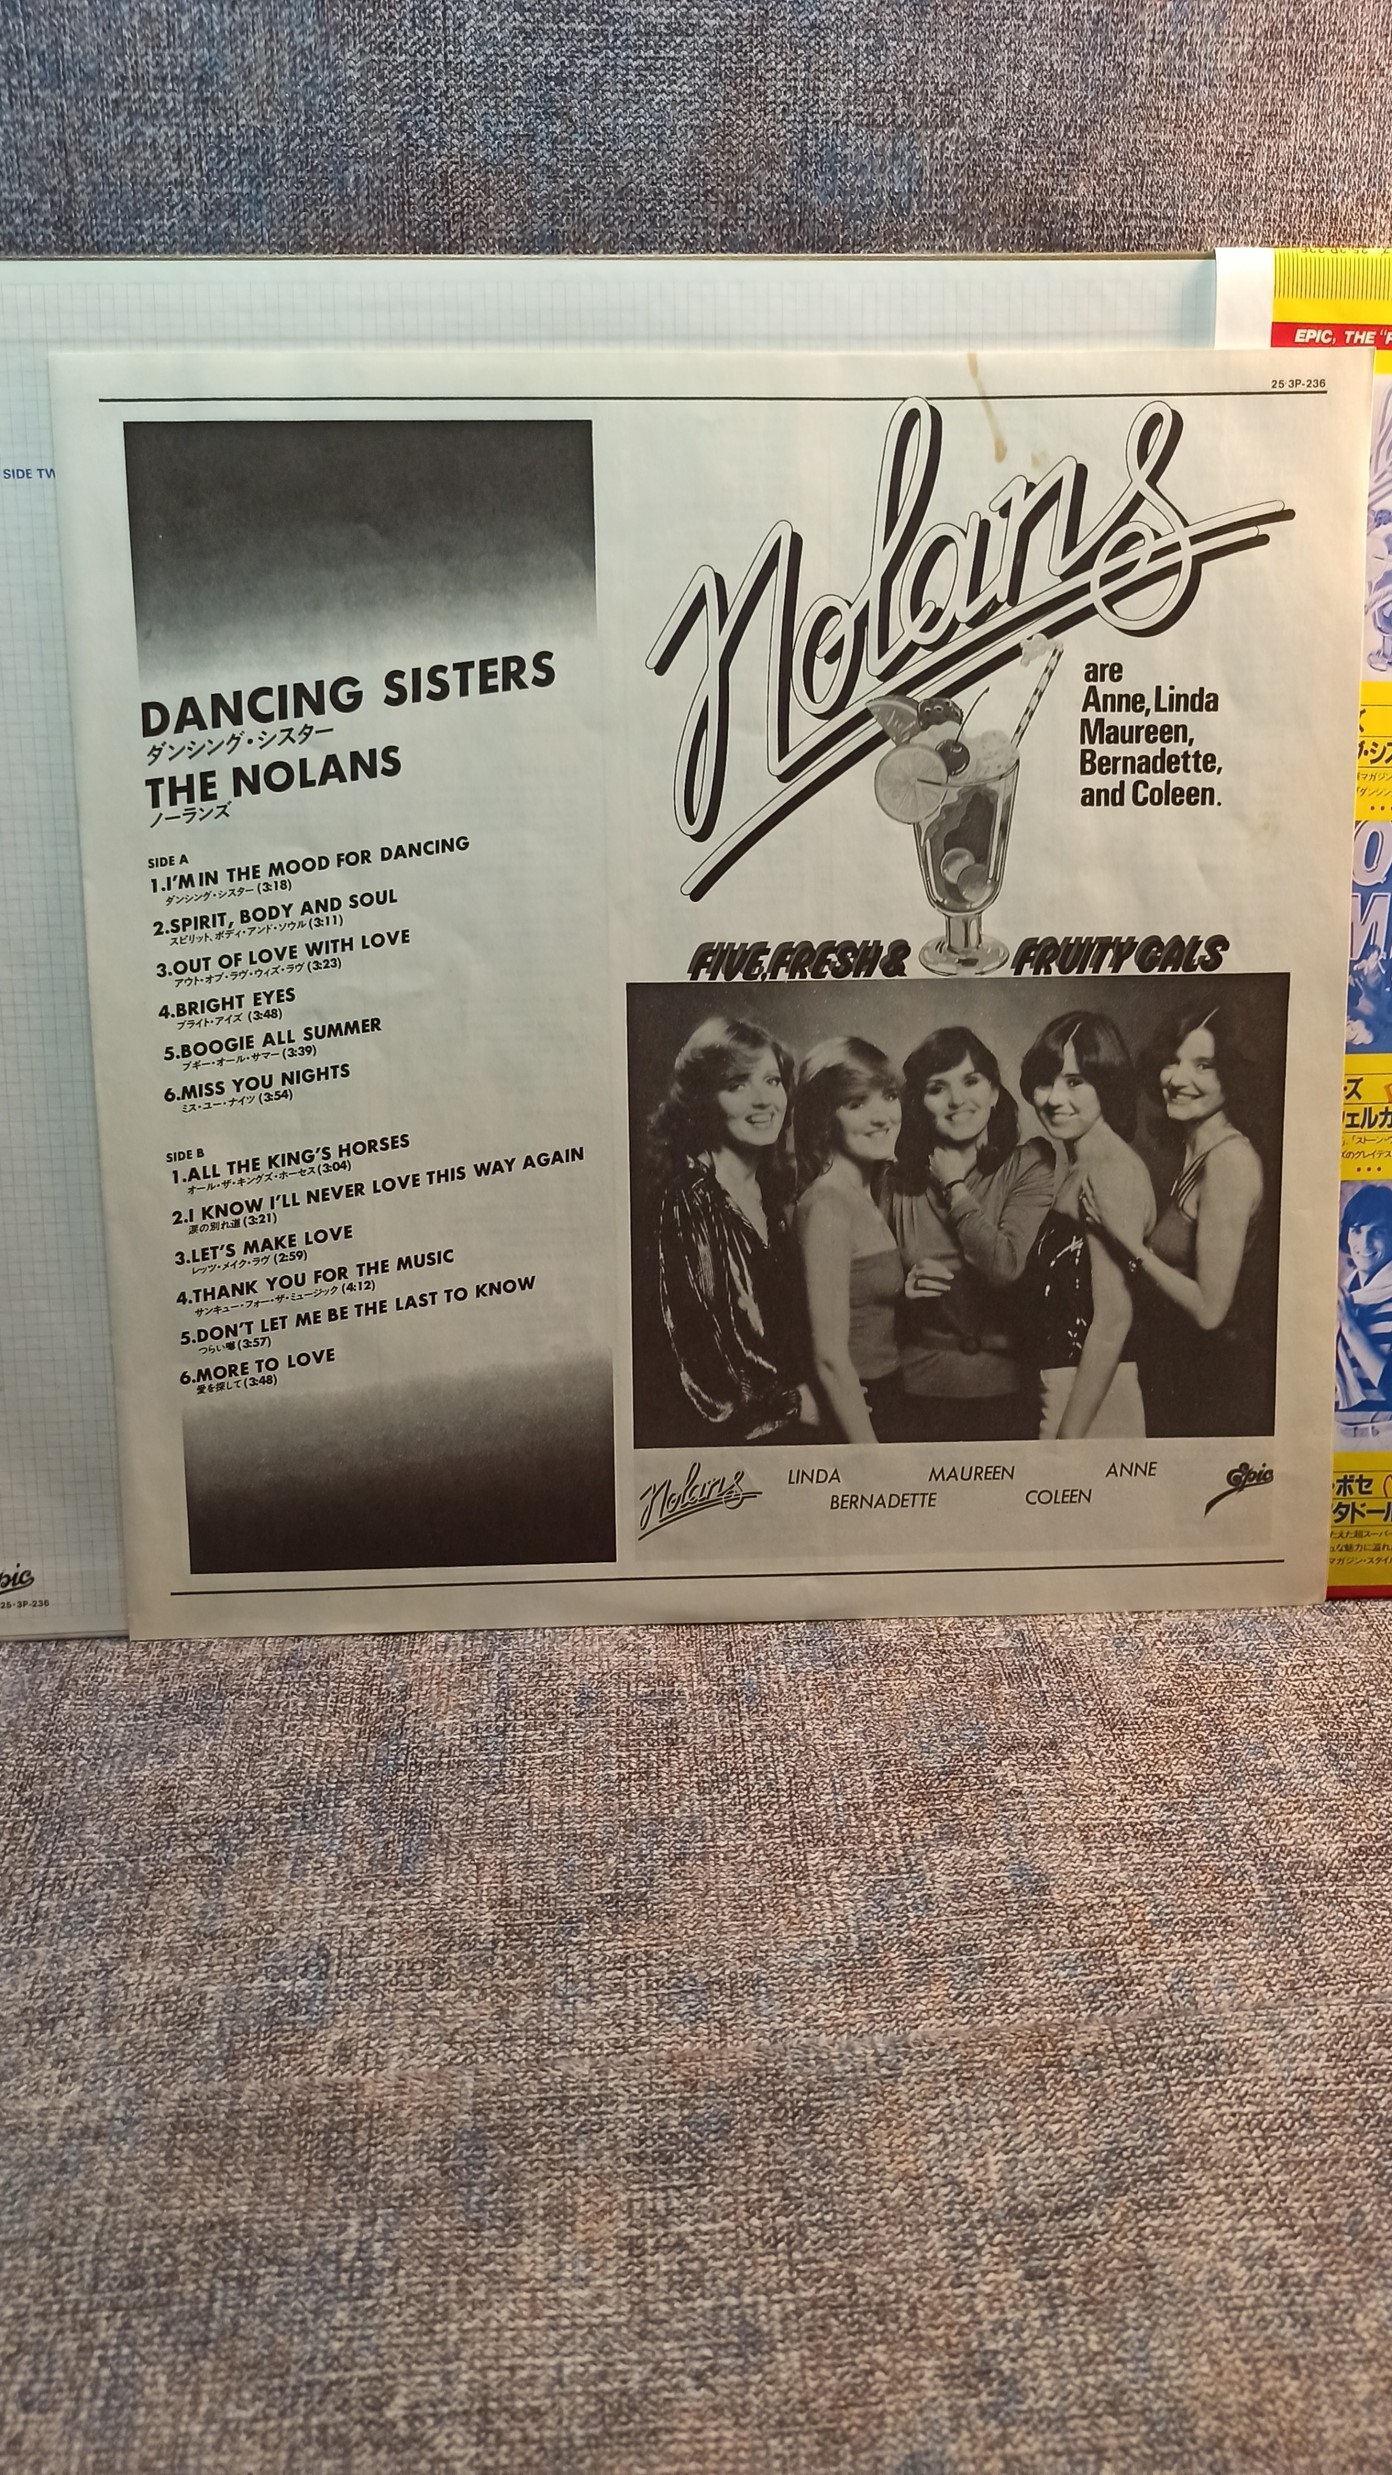 EPIC, THE "P
25·3P-236
SIDE TW
Nolans
are
Anne, Linda
Maureen,
Bernadette,
and Coleen.
DANCING SISTERS
ダンシング・シスター
THE NOLANS
ノーランズ
SIDE A
1.I'M IN THE MOOD FOR DANCING
ダンシング・シスター (3:18)
2.SPIRIT, BODY AND SOUL
スピリット、ボディ・アンド・ソウル (3:11)
3.OUT OF LOVE WITH LOVE
アウト・オブ・ラヴ・ウィズ・ラヴ (3:23)
4.BRIGHT EYES
ブライト・アイズ (3:48)
5.BOOGIE ALL SUMMER
ブギー・オール・サマー (3:39)
6.MISS YOU NIGHTS
ミス・ユー・ナイツ (3:54)
SIDE B
1.ALL THE KING'S HORSES
オール・ザ・キングズ・ホーセス (3:04)
2.I KNOW I'LL NEVER LOVE THIS WAY AGAIN
涙の別れ道 (3:21)
3.LET'S MAKE LOVE
レッツ・メイク・ラヴ (2:59)
4.THANK YOU FOR THE MUSIC
サンキュー・フォー・ザ・ミュージック (4:12)
5.DON'T LET ME BE THE LAST TO KNOW
つらい噂 (3:57)
6.MORE TO LOVE
愛を探して (3:48)
FIVE, FRESH & FRUITY GALS
Nolans
LINDA MAUREEN ANNE
BERNADETTE COLEEN
Epic
pic
25·3P-236